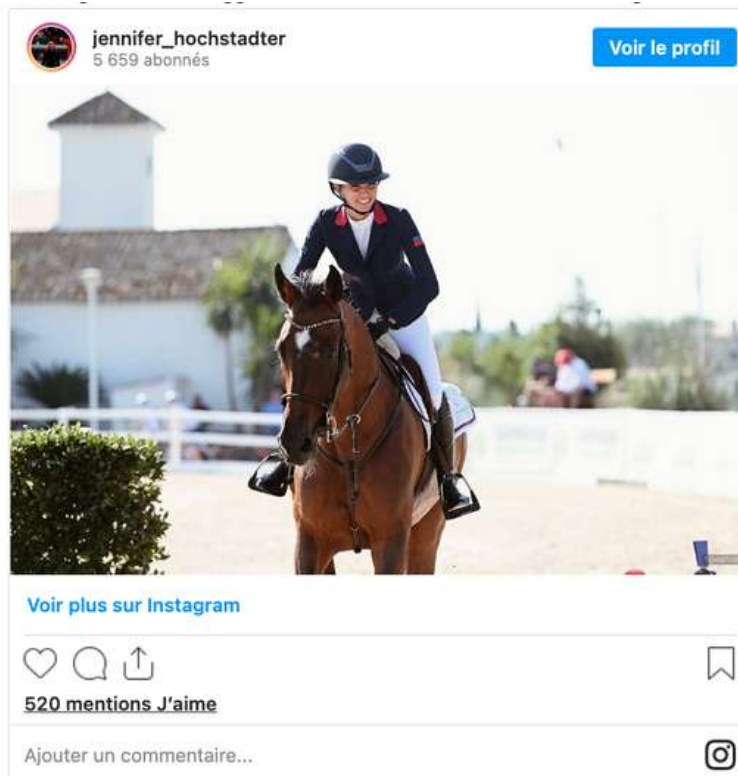 jennifer_hochstadter
5 659 abonnés
Voir le profil
Voir plus sur Instagram
520 mentions J'aime
Ajouter un commentaire...